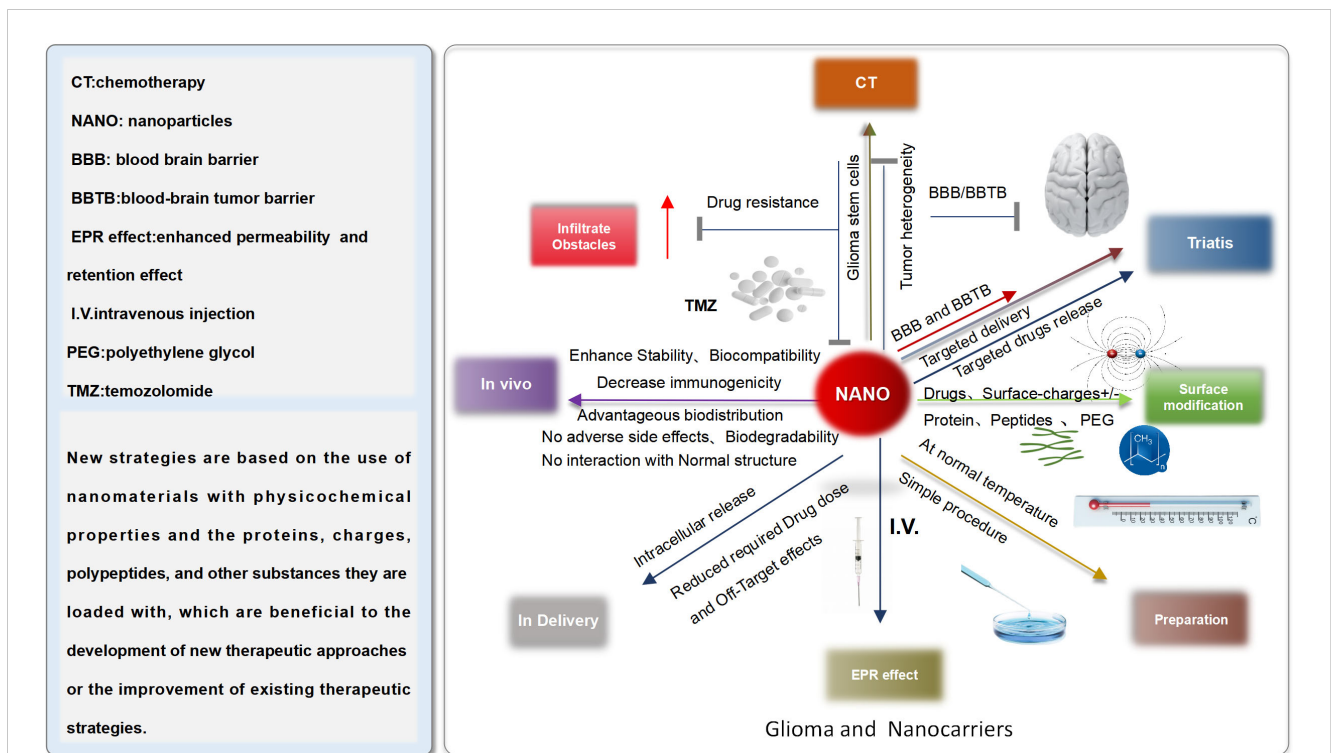 CT:chemotherapy
NANO: nanoparticles
BBB: blood brain barrier
BBTB:blood-brain tumor barrier
EPR effect:enhanced permeability and
retention effect
I.V.intravenous injection
PEG:polyethylene glycol
TMZ:temozolomide
New strategies are based on the use of
nanomaterials with physicochemical
properties and the proteins, charges,
polypeptides, and other substances they are
loaded with, which are beneficial to the
development of new therapeutic approaches
or the improvement of existing therapeutic
strategies.
CT
Glioma stem cells
Tumor heterogeneity
BBB/BBTB
Drug resistance
Infiltrate
Obstacles
TMZ
Triatis
BBB and BBTB
Targeted delivery
Targeted drugs release
Enhance Stability、Biocompatibility
In vivo
Decrease immunogenicity
NANO
Advantageous biodistribution
No adverse side effects、Biodegradability
No interaction with Normal structure
Drugs、Surface-charges+/-
Protein、Peptides 、 PEG
Surface
modification
CH3
n
At normal temperature
Simple procedure
C
Intracellular release
Reduced required Drug dose
and Off-Target effects
I.V.
In Delivery
Preparation
EPR effect
Glioma and Nanocarriers